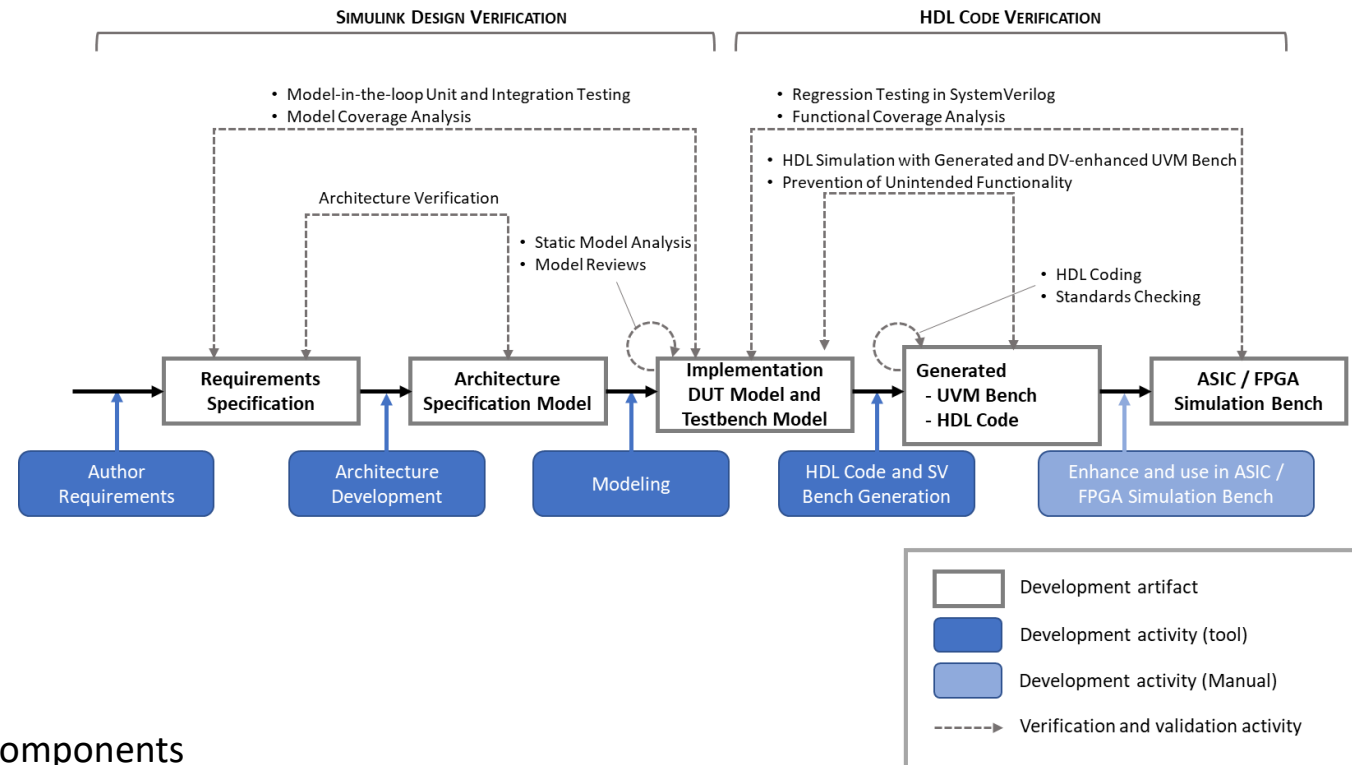 SIMULINK DESIGN VERIFICATION
HDL CODE VERIFICATION
• Model-in-the-loop Unit and Integration Testing
• Model Coverage Analysis
• Regression Testing in SystemVerilog
• Functional Coverage Analysis
• HDL Simulation with Generated and DV-enhanced UVM Bench
• Prevention of Unintended Functionality
Architecture Verification
• Static Model Analysis
• Model Reviews
• HDL Coding
• Standards Checking
Requirements
Specification
Architecture
Specification Model
Implementation
DUT Model and
Testbench Model
Generated
- UVM Bench
- HDL Code
ASIC / FPGA
Simulation Bench
Author
Requirements
Architecture
Development
Modeling
HDL Code and SV
Bench Generation
Enhance and use in ASIC /
FPGA Simulation Bench
Development artifact
Development activity (tool)
Development activity (Manual)
Verification and validation activity
omponents